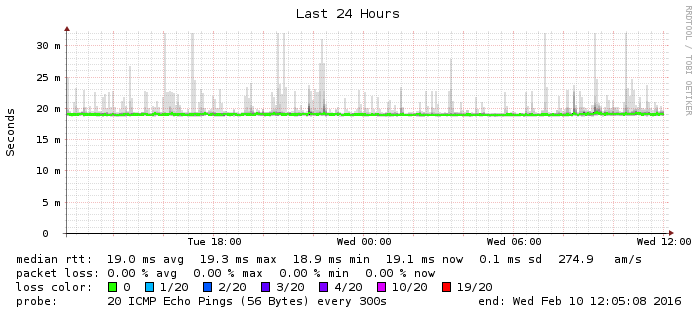 Last 24 Hours
RRDTOOL / TOBI OETIKER
Seconds
30 m
25 m
20 m
15 m
10 m
5 m
0
Tue 18:00 Wed 00:00 Wed 06:00 Wed 12:00
median rtt: 19.0 ms avg 19.3 ms max 18.9 ms min 19.1 ms now 0.1 ms sd 274.9 am/s
packet loss: 0.00 % avg 0.00 % max 0.00 % min 0.00 % now
loss color: 0 1/20 2/20 3/20 4/20 10/20 19/20
probe: 20 ICMP Echo Pings (56 Bytes) every 300s end: Wed Feb 10 12:05:08 2016